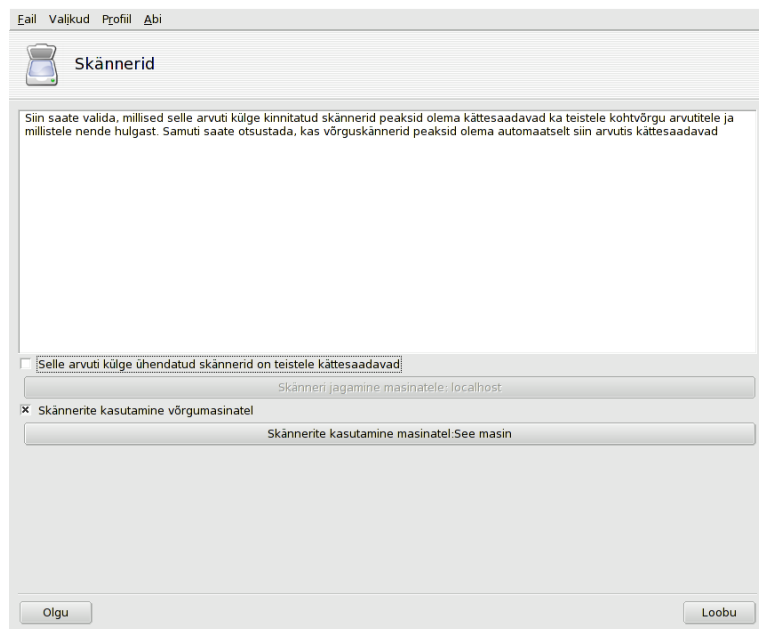 Fail Valikud Profiil Abi
Skännerid
Siin saate valida, millised selle arvuti külge kinnitatud skännerid peaksid olema kättesaadavad ka teistele kohtvõrgu arvutitele ja
millistele nende hulgast. Samuti saate otsustada, kas võrguskännerid peaksid olema automaatselt siin arvutis kättesaadavad
Selle arvuti külge ühendatud skännerid on teistele kättesaadavad
Skänneri jagamine masinatele: localhost
Skännerite kasutamine võrgumasinatel
Skännerite kasutamine masinatel:See masin
Olgu Loobu